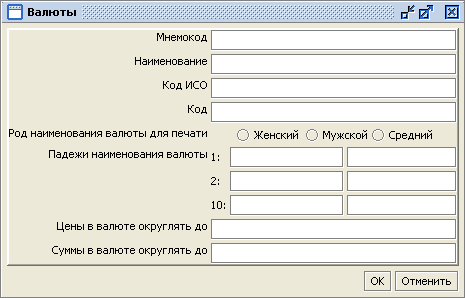 Валюты
Мнемокод
Наименование
Код ИСО
Код
Род наименования валюты для печати Женский Мужской Средний
Падежи наименования валюты 1:
2:
10:
Цены в валюте округлять до
Суммы в валюте округлять до
OK Отменить